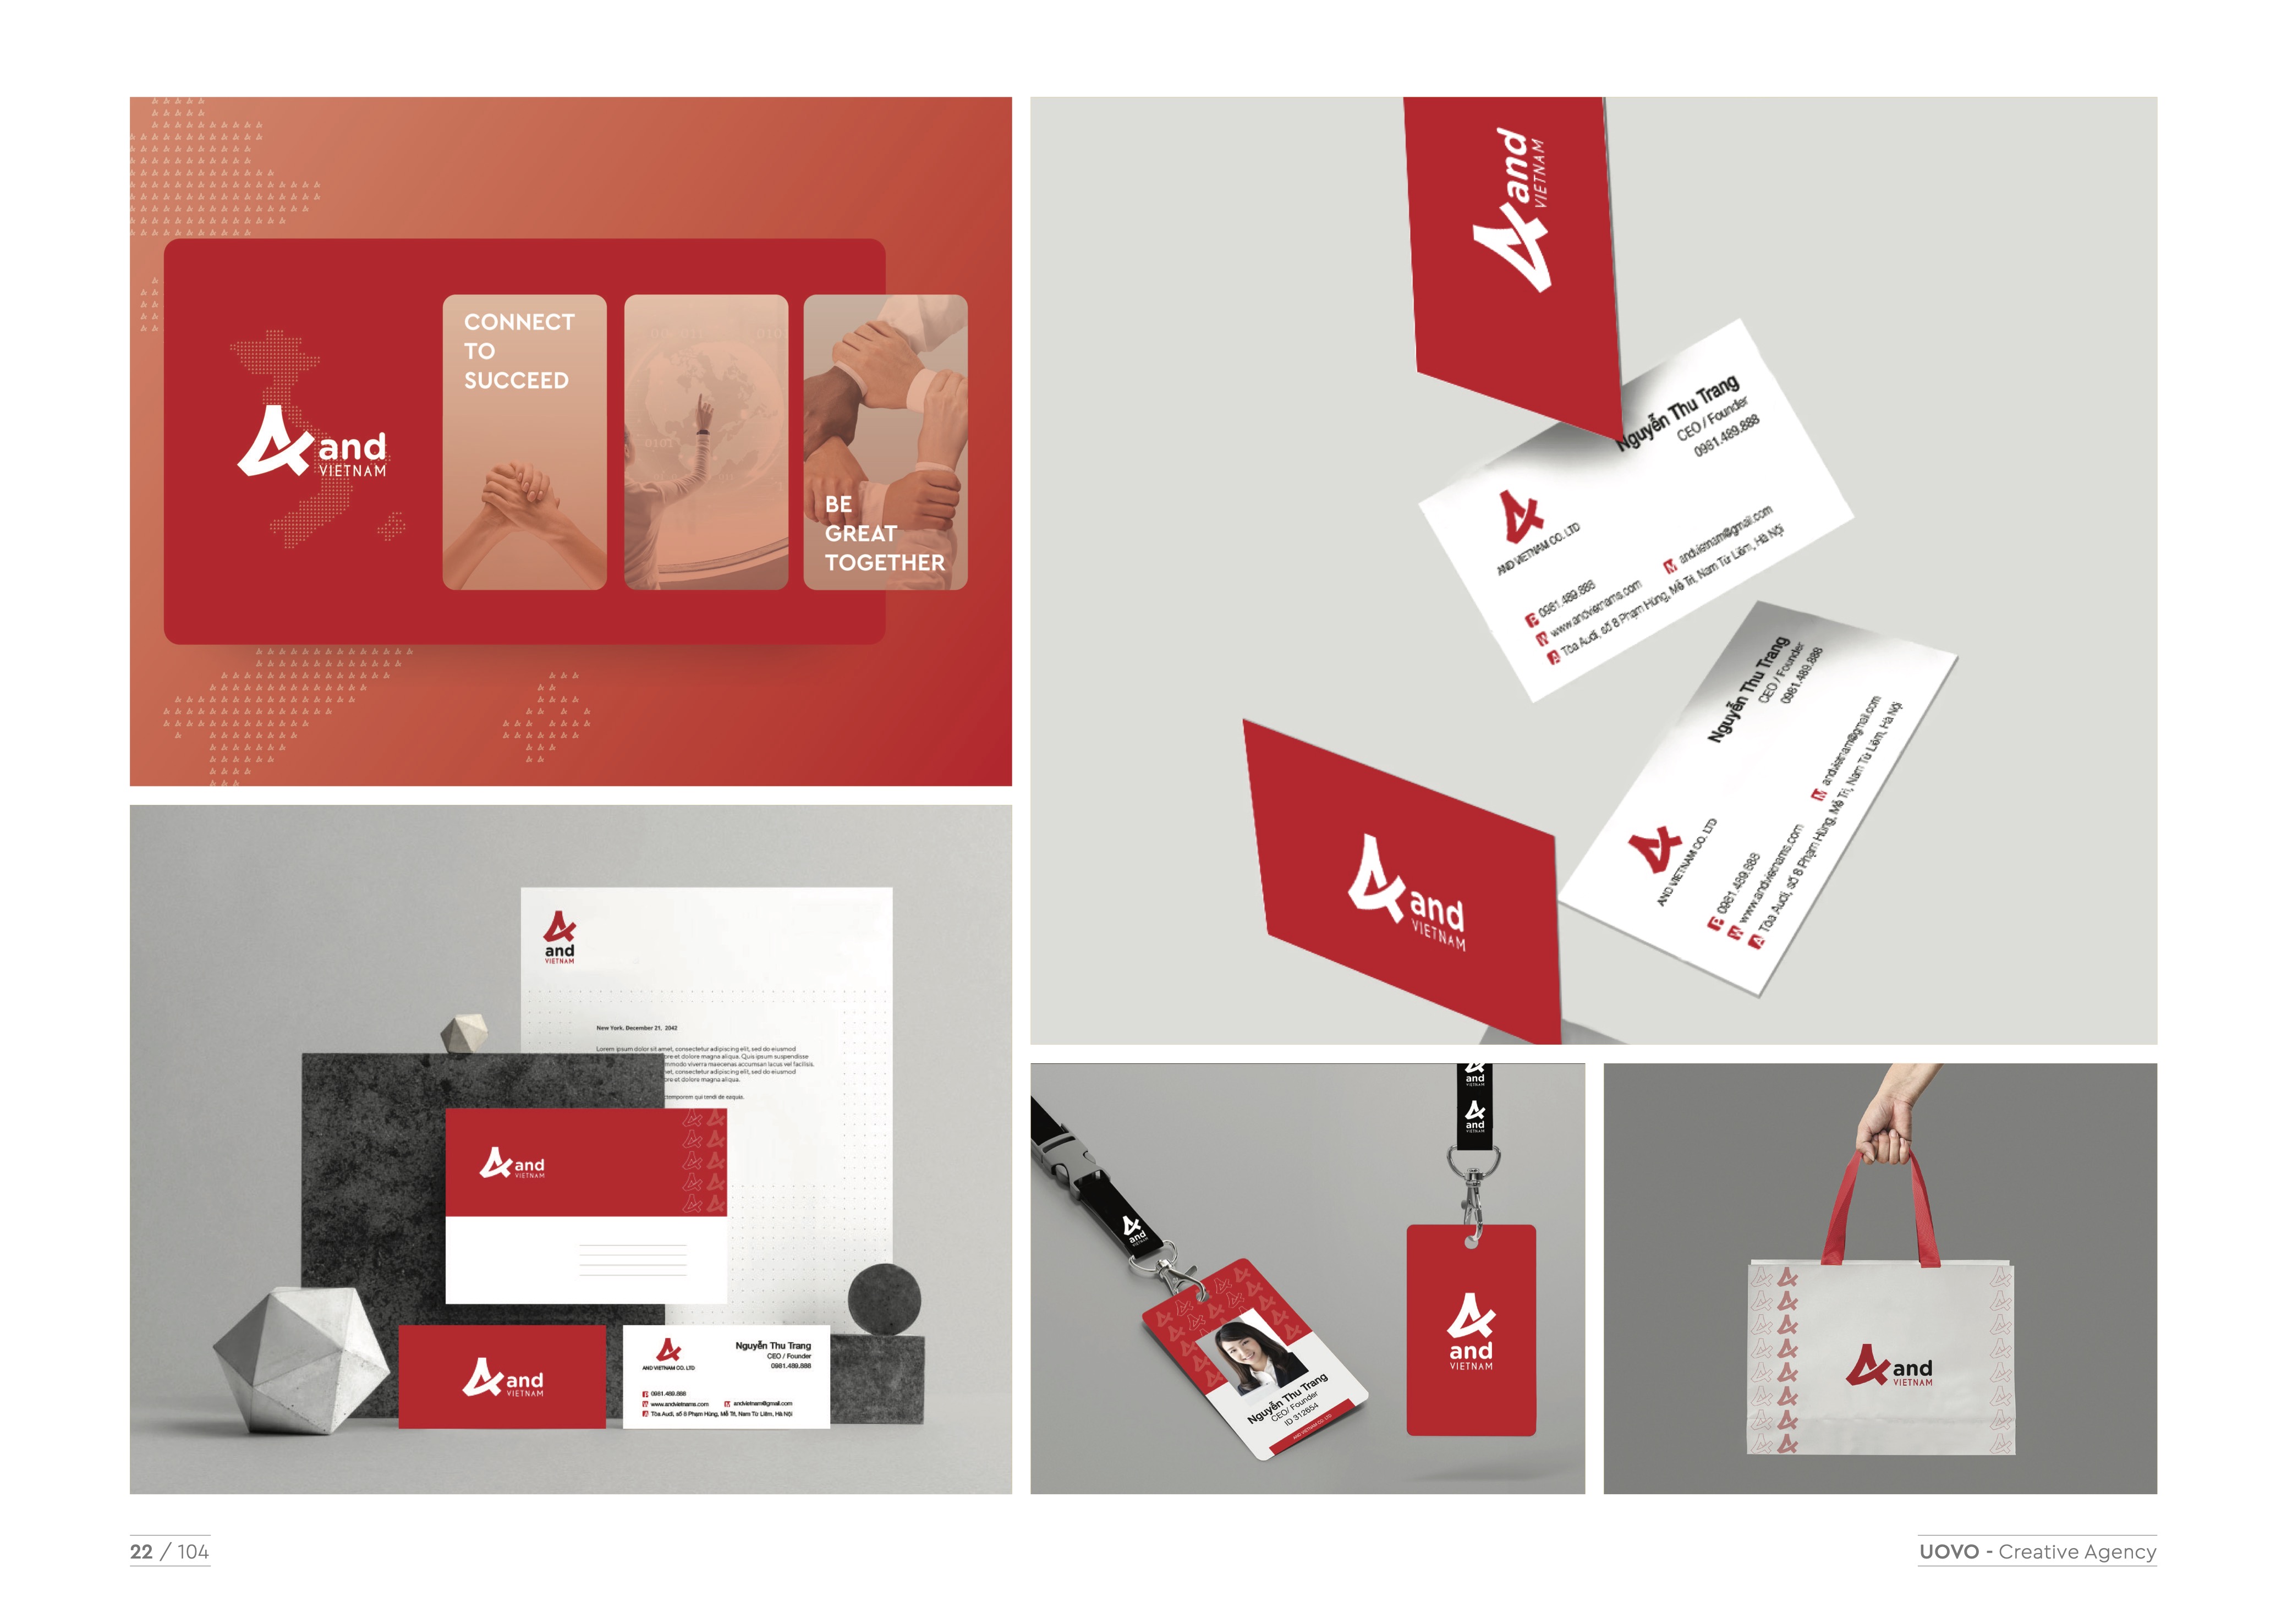 and
VIETNAM
CONNECT
TO
SUCCEED
BE
GREAT
TOGETHER
and
VIETNAM
Nguyễn Thu Trang
CEO / Founder
0981.489.888
AND VIETNAM CO. LTD
P 0981.489.888
W www.andvietnams.com M andvietnam@gmail.com
A Tòa Audi, số 8 Phạm Hùng, Mễ Trì, Nam Từ Liêm, Hà Nội
Nguyễn Thu Trang
CEO / Founder
0981.489.888
AND VIETNAM CO. LTD
P 0981.489.888
W www.andvietnams.com M andvietnam@gmail.com
A Tòa Audi, số 8 Phạm Hùng, Mễ Trì, Nam Từ Liêm, Hà Nội
and
VIETNAM
and
VIETNAM
New York, December 21, 2042
Lorem ipsum dolor sit amet, consectetur adipiscing elit, sed do eiusmod
et dolore magna aliqua. Quis ipsum suspendisse
viverra maecenas accumsan lacus vel facilisis.
consectetur adipiscing elit, sed do eiusmod
et dolore magna aliqua.
temporem qui tendi de eaquia.
and
VIETNAM
and
VIETNAM
AND VIETNAM CO. LTD
Nguyễn Thu Trang
CEO / Founder
0981.489.888
P 0981.489.888
W www.andvietnams.com M andvietnam@gmail.com
A Tòa Audi, số 8 Phạm Hùng, Mễ Trì, Nam Từ Liêm, Hà Nội
and
VIETNAM
and
VIETNAM
and
Nguyễn Thu Trang
CEO/ Founder
ID 312654
AND VIETNAM CO. LTD
and
VIETNAM
and
VIETNAM
22 / 104
UOVO - Creative Agency